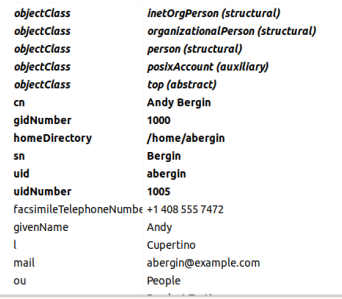 objectClass inetOrgPerson (structural)
objectClass organizationalPerson (structural)
objectClass person (structural)
objectClass posixAccount (auxiliary)
objectClass top (abstract)
cn Andy Bergin
gidNumber 1000
homeDirectory /home/abergin
sn Bergin
uid abergin
uidNumber 1005
facsimileTelephoneNumbe +1 408 555 7472
givenName Andy
l Cupertino
mail abergin@example.com
ou People